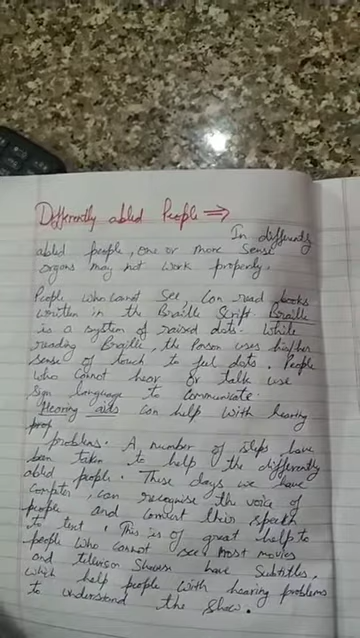 Differently abled People ⇒
In differently
abled people, one or more sense
organs may not work properly.
People who cannot see, can read books
written in the Braille Script. Braille
is a system of raised dots. While
reading Braille, the Person uses his/her
sense of touch to feel dots. People
who cannot hear or talk use
sign language to communicate.
Hearing aids can help with hearing
prop
problems. A number of steps have
been taken to help the differently
abled people. These days we have
Computer, can recognise the voice of
people and convert their speech
to text. This is of great help to
people who cannot see most movies
and television shows have Subtitles,
which help people with hearing problems
to understand the show.